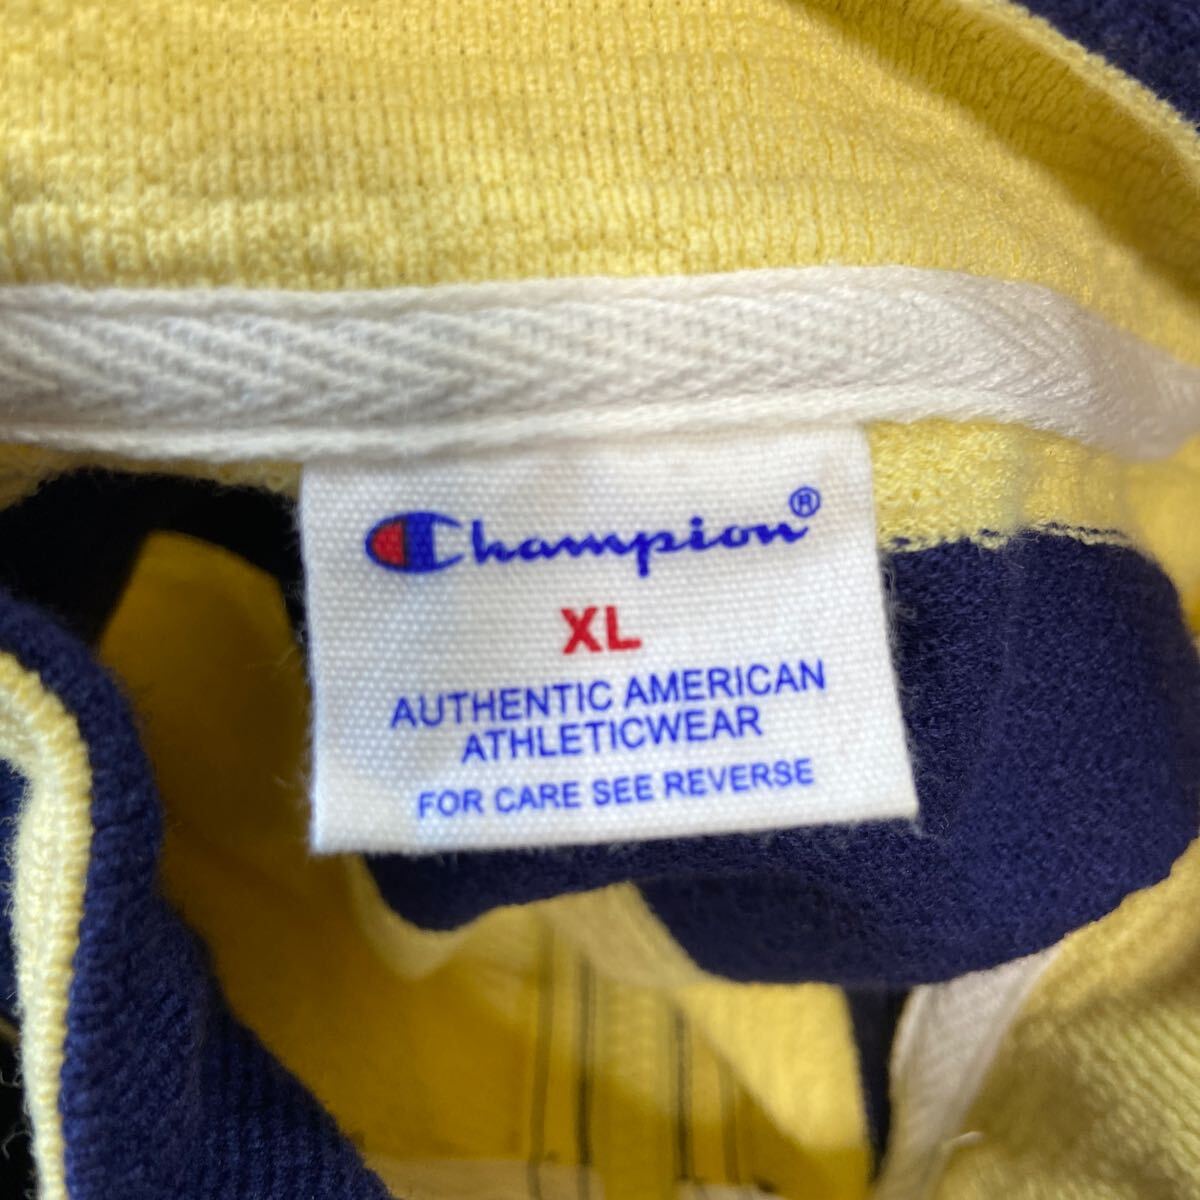 Champion®
XL
AUTHENTIC AMERICAN
ATHLETICWEAR
FOR CARE SEE REVERSE